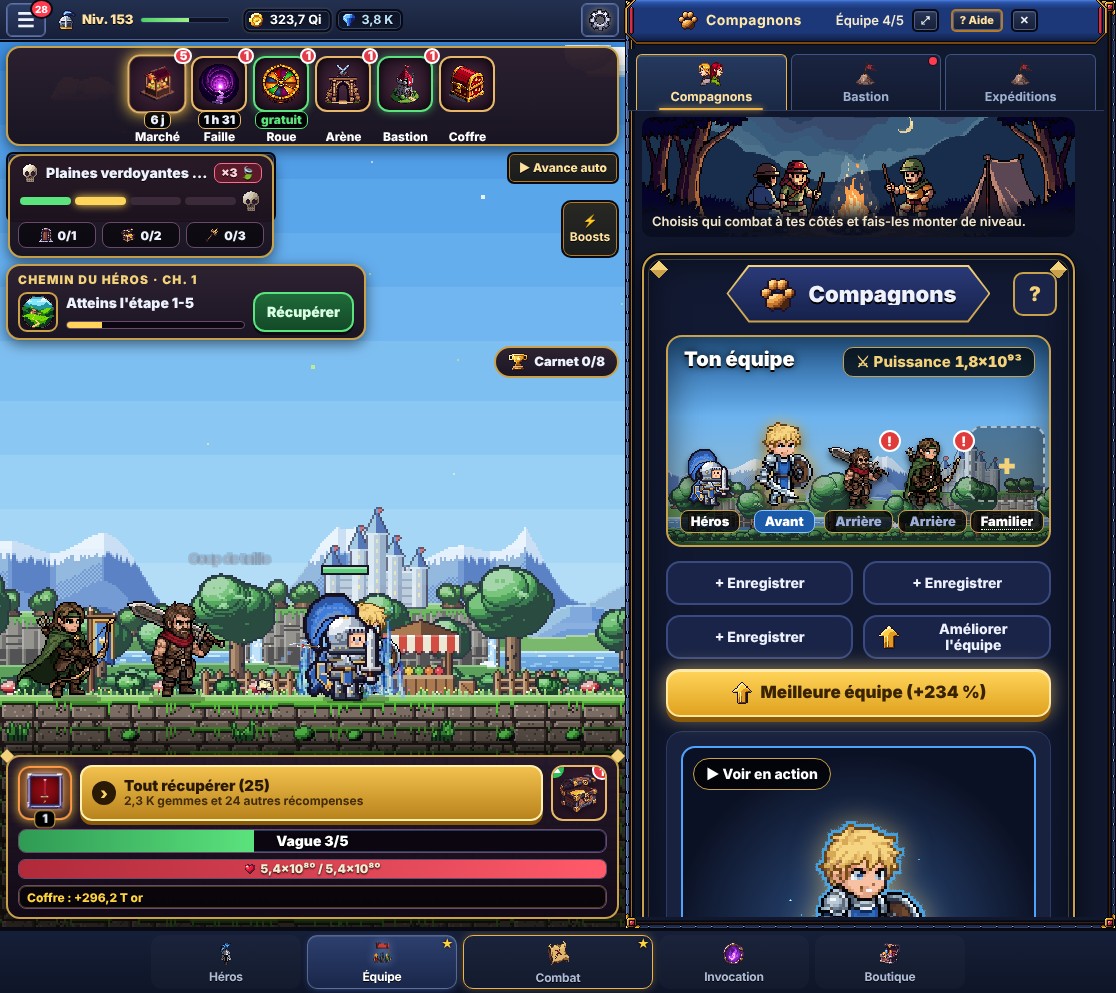 28
Niv. 153
323,7 Qi
3,8 K
5
1
1
1
1
6 j
1 h 31
gratuit
Marché
Faille
Roue
Arène
Bastion
Coffre
Plaines verdoyantes ...
×3
0/1
0/2
0/3
▶ Avance auto
Boosts
CHEMIN DU HÉROS · CH. 1
Atteins l'étape 1-5
Récupérer
Carnet 0/8
1
Tout récupérer (25)
2,3 K gemmes et 24 autres récompenses
Vague 3/5
5,4×10⁸⁰ / 5,4×10⁸⁰
Coffre : +296,2 T or
Compagnons
Équipe 4/5
? Aide
×
Compagnons
Bastion
Expéditions
Choisis qui combat à tes côtés et fais-les monter de niveau.
Compagnons
?
Ton équipe
Puissance 1,8×10⁹³
!
!
+
Héros
Avant
Arrière
Arrière
Familier
+ Enregistrer
+ Enregistrer
+ Enregistrer
Améliorer
l'équipe
Meilleure équipe (+234 %)
▶ Voir en action
Héros
Équipe
Combat
Invocation
Boutique